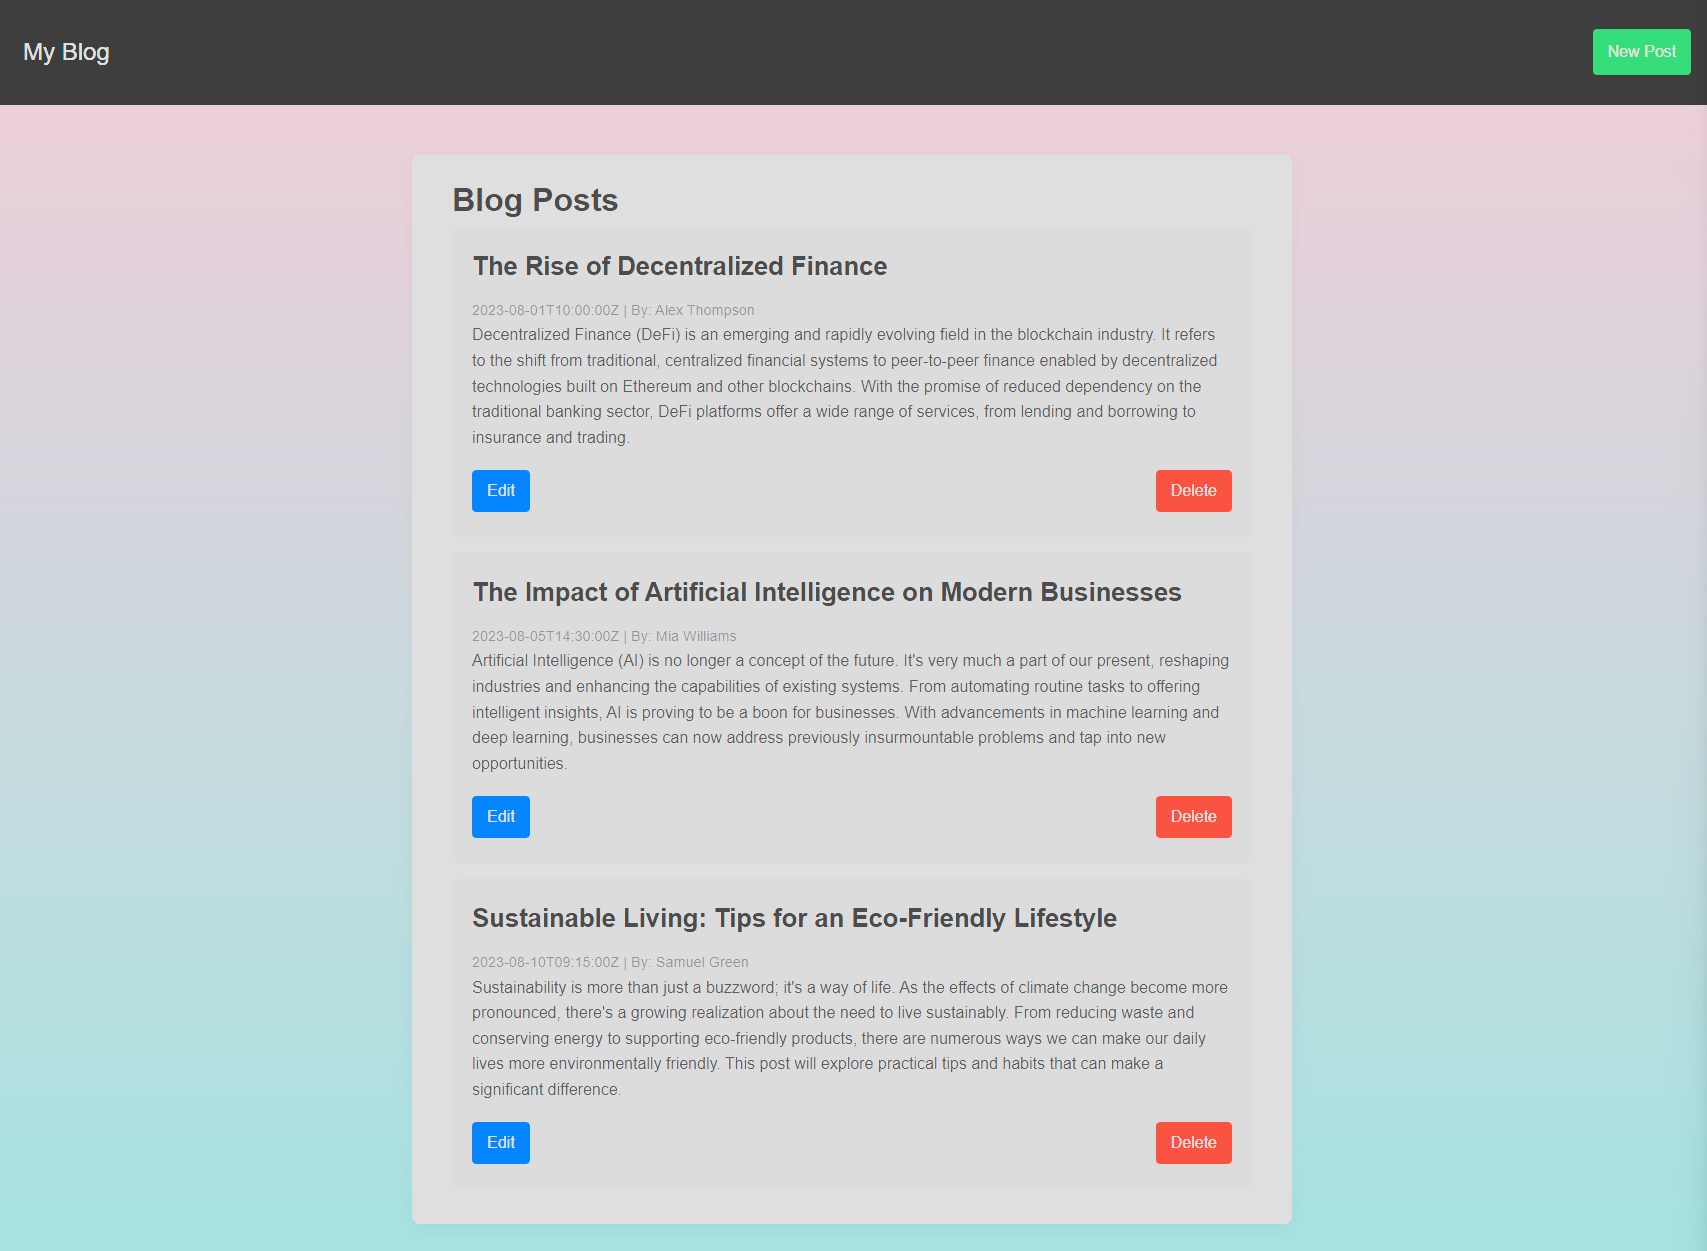 My Blog
New Post
Blog Posts
The Rise of Decentralized Finance
2023-08-01T10:00:00Z | By: Alex Thompson
Decentralized Finance (DeFi) is an emerging and rapidly evolving field in the blockchain industry. It refers
to the shift from traditional, centralized financial systems to peer-to-peer finance enabled by decentralized
technologies built on Ethereum and other blockchains. With the promise of reduced dependency on the
traditional banking sector, DeFi platforms offer a wide range of services, from lending and borrowing to
insurance and trading.
Edit
Delete
The Impact of Artificial Intelligence on Modern Businesses
2023-08-05T14:30:00Z | By: Mia Williams
Artificial Intelligence (AI) is no longer a concept of the future. It's very much a part of our present, reshaping
industries and enhancing the capabilities of existing systems. From automating routine tasks to offering
intelligent insights, AI is proving to be a boon for businesses. With advancements in machine learning and
deep learning, businesses can now address previously insurmountable problems and tap into new
opportunities.
Edit
Delete
Sustainable Living: Tips for an Eco-Friendly Lifestyle
2023-08-10T09:15:00Z | By: Samuel Green
Sustainability is more than just a buzzword; it's a way of life. As the effects of climate change become more
pronounced, there's a growing realization about the need to live sustainably. From reducing waste and
conserving energy to supporting eco-friendly products, there are numerous ways we can make our daily
lives more environmentally friendly. This post will explore practical tips and habits that can make a
significant difference.
Edit
Delete